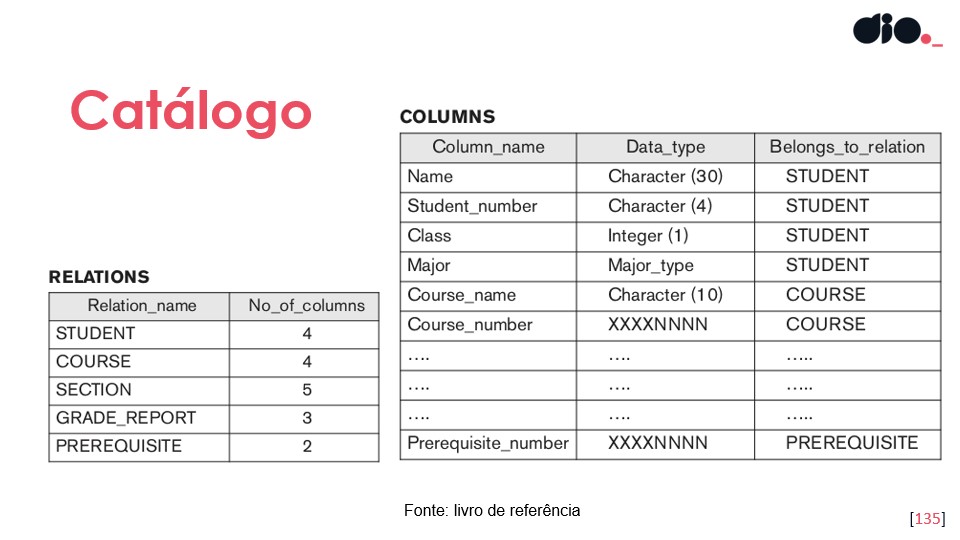 dio._
Catálogo
COLUMNS
Column_name Data_type Belongs_to_relation
Name Character (30) STUDENT
Student_number Character (4) STUDENT
Class Integer (1) STUDENT
Major Major_type STUDENT
Course_name Character (10) COURSE
Course_number XXXXNNNN COURSE
…. …. …..
…. …. …..
…. …. …..
Prerequisite_number XXXXNNNN PREREQUISITE
RELATIONS
Relation_name No_of_columns
STUDENT 4
COURSE 4
SECTION 5
GRADE_REPORT 3
PREREQUISITE 2
Fonte: livro de referência
[135]